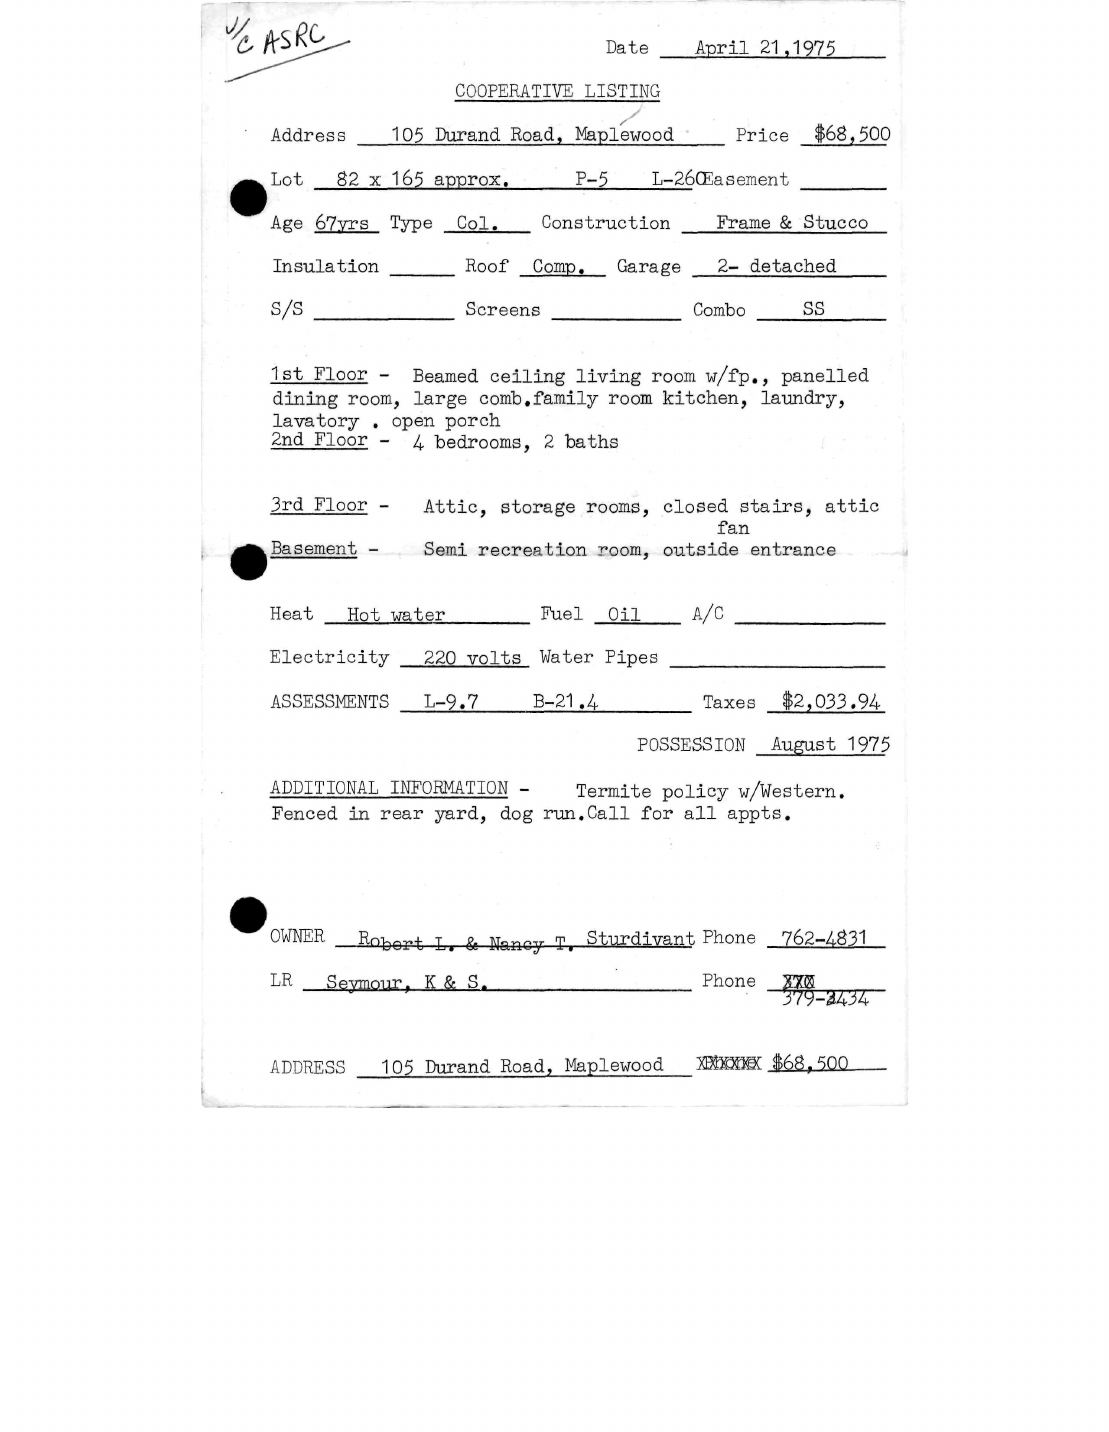 U/C ASRC
Date April 21,1975
COOPERATIVE LISTING
Address 105 Durand Road, Maplewood Price $68,500
Lot 82 x 165 approx. P-5 L-260 Easement
Age 67yrs Type Col. Construction Frame & Stucco
Insulation Roof Comp. Garage 2- detached
S/S Screens Combo SS
1st Floor - Beamed ceiling living room w/fp., panelled
dining room, large comb.family room kitchen, laundry,
lavatory . open porch
2nd Floor - 4 bedrooms, 2 baths
3rd Floor - Attic, storage rooms, closed stairs, attic
fan
Basement - Semi recreation room, outside entrance
Heat Hot water Fuel Oil A/C
Electricity 220 volts Water Pipes
ASSESSMENTS L-9.7 B-21.4 Taxes $2,033.94
POSSESSION August 1975
ADDITIONAL INFORMATION - Termite policy w/Western.
Fenced in rear yard, dog run.Call for all appts.
OWNER Robert L. & Nancy T. Sturdivant Phone 762-4831
LR Seymour, K & S. Phone
ADDRESS 105 Durand Road, Maplewood $68,500